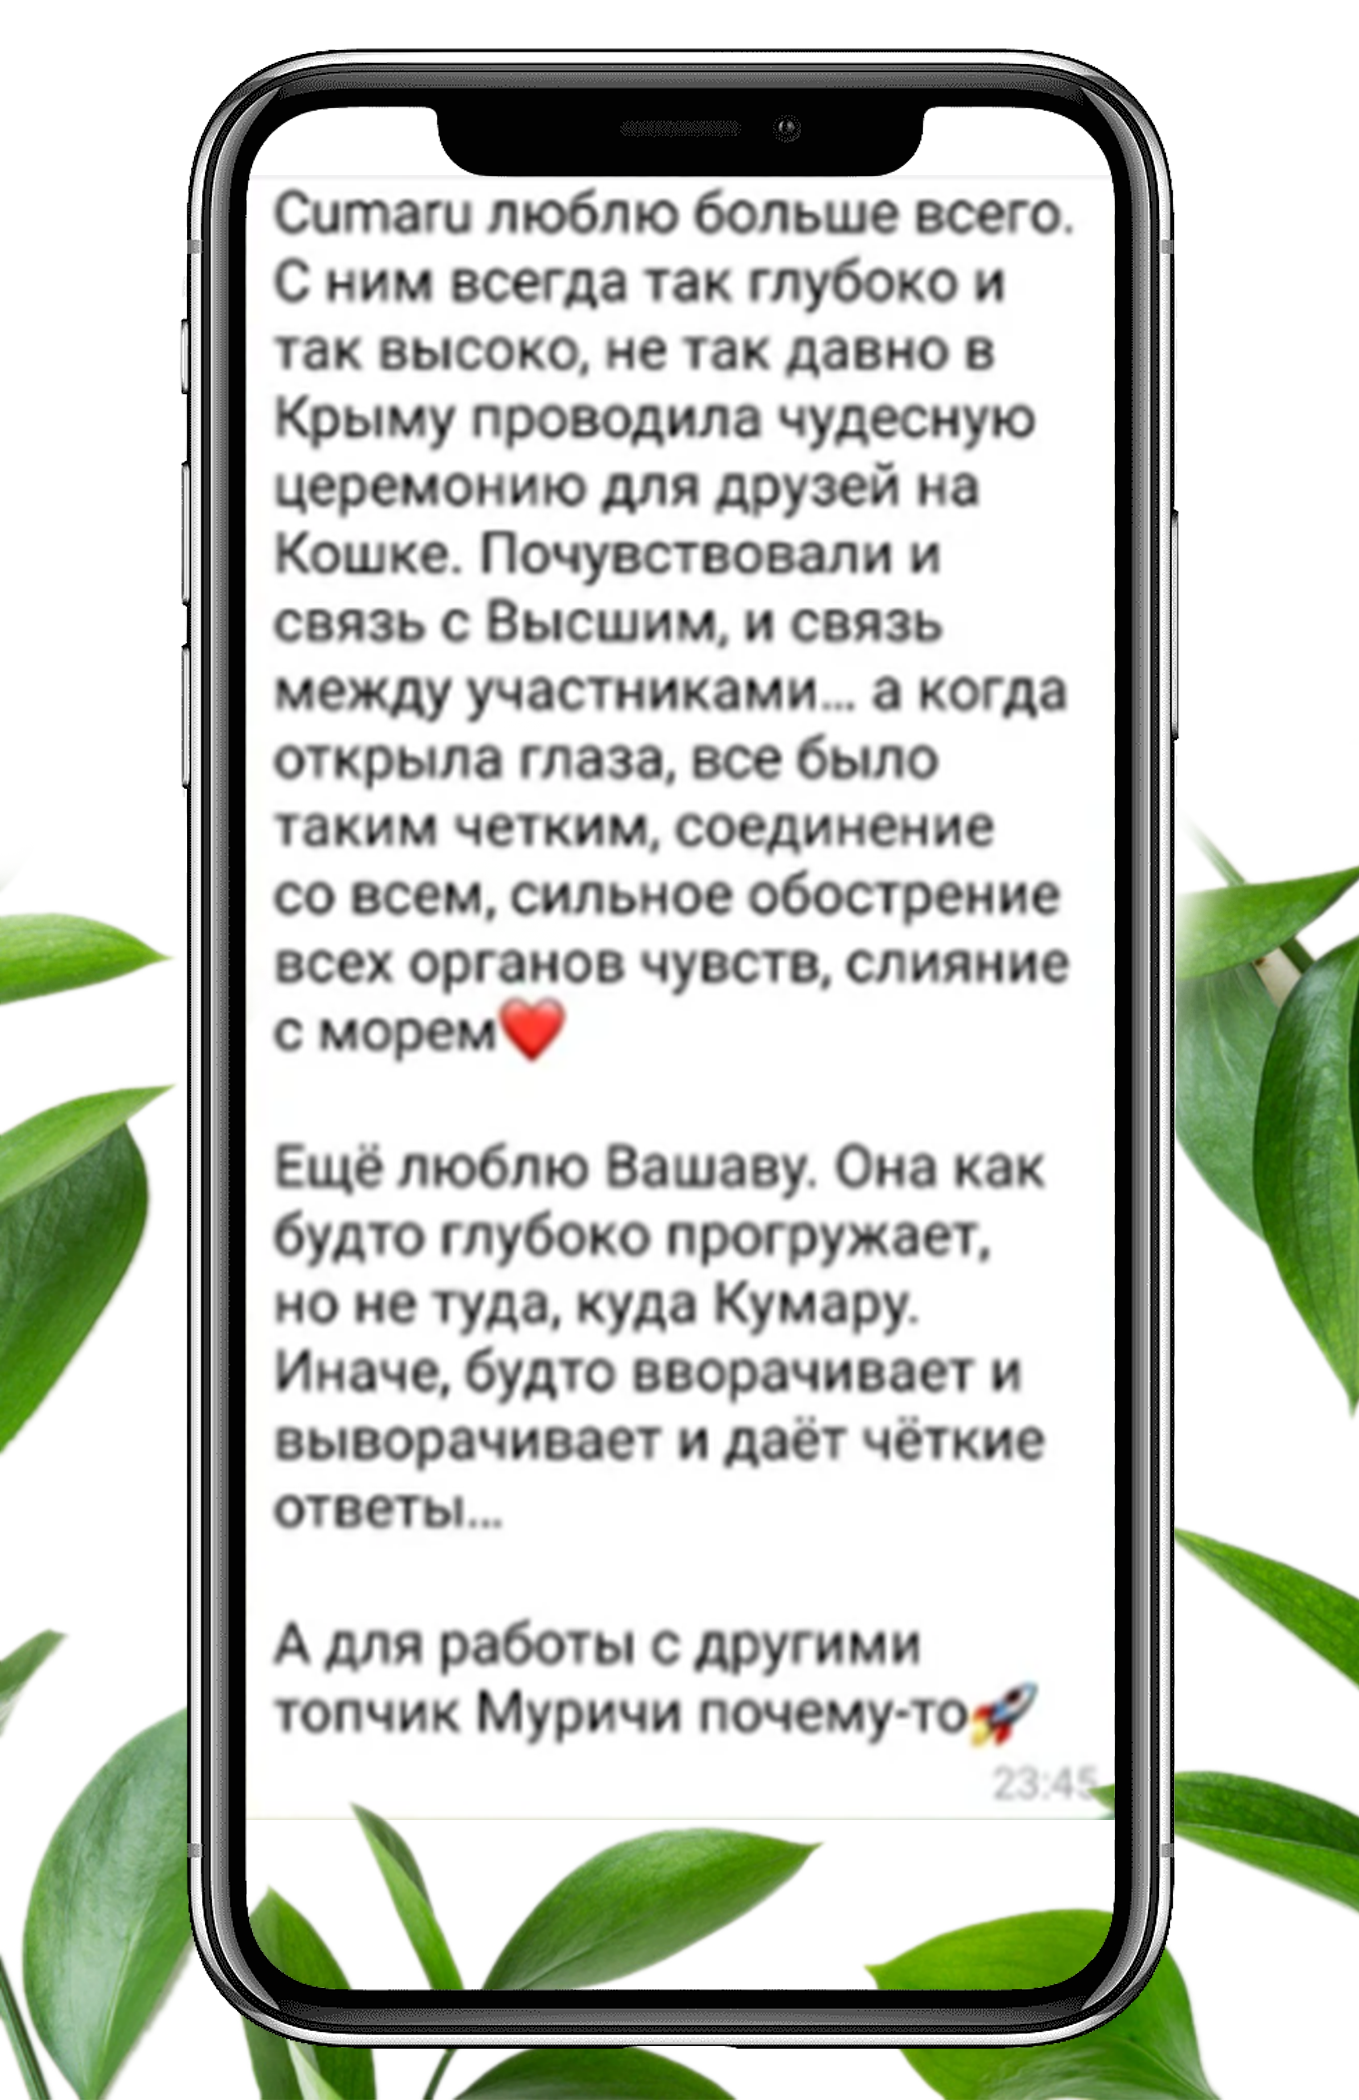 Cumaru люблю больше всего.
С ним всегда так глубоко и
так высоко, не так давно в
Крыму проводила чудесную
церемонию для друзей на
Кошке. Почувствовали и
связь с Высшим, и связь
между участниками... а когда
открыла глаза, все было
таким четким, соединение
со всем, сильное обострение
всех органов чувств, слияние
с морем❤️
Ещё люблю Вашаву. Она как
будто глубоко прогружает,
но не туда, куда Кумару.
Иначе, будто вворачивает и
выворачивает и даёт чёткие
ответы...
А для работы с другими
топчик Муричи почему-то🚀
23:45